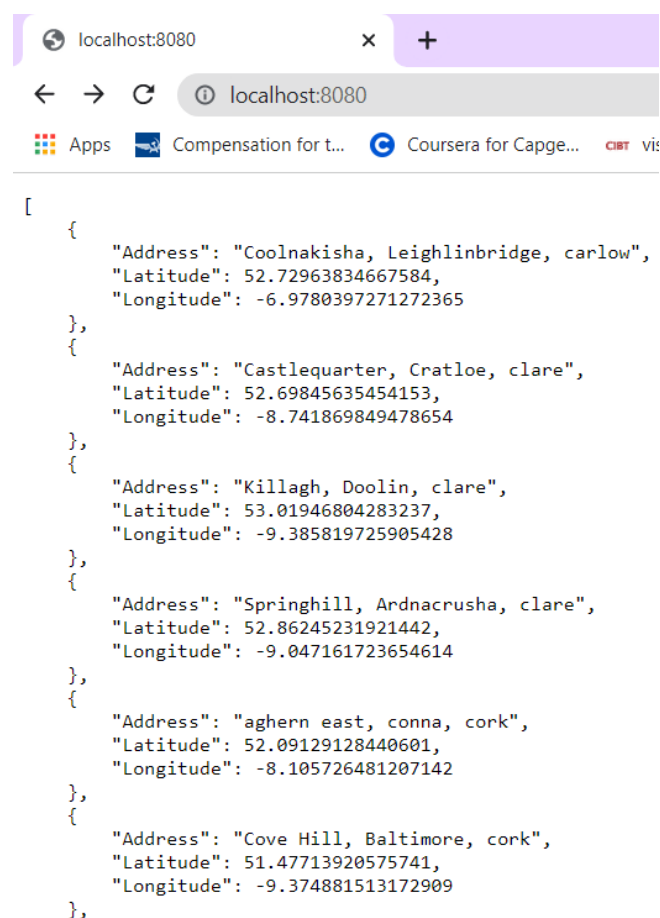 localhost:8080
localhost:8080
Apps Compensation for t... Coursera for Capge... CIBT vis
[
    {
        "Address": "Coolnakisha, Leighlinbridge, carlow",
        "Latitude": 52.72963834667584,
        "Longitude": -6.9780397271272365
    },
    {
        "Address": "Castlequarter, Cratloe, clare",
        "Latitude": 52.69845635454153,
        "Longitude": -8.741869849478654
    },
    {
        "Address": "Killagh, Doolin, clare",
        "Latitude": 53.01946804283237,
        "Longitude": -9.385819725905428
    },
    {
        "Address": "Springhill, Ardnacrusha, clare",
        "Latitude": 52.86245231921442,
        "Longitude": -9.047161723654614
    },
    {
        "Address": "aghern east, conna, cork",
        "Latitude": 52.09129128440601,
        "Longitude": -8.105726481207142
    },
    {
        "Address": "Cove Hill, Baltimore, cork",
        "Latitude": 51.47713920575741,
        "Longitude": -9.374881513172909
    },